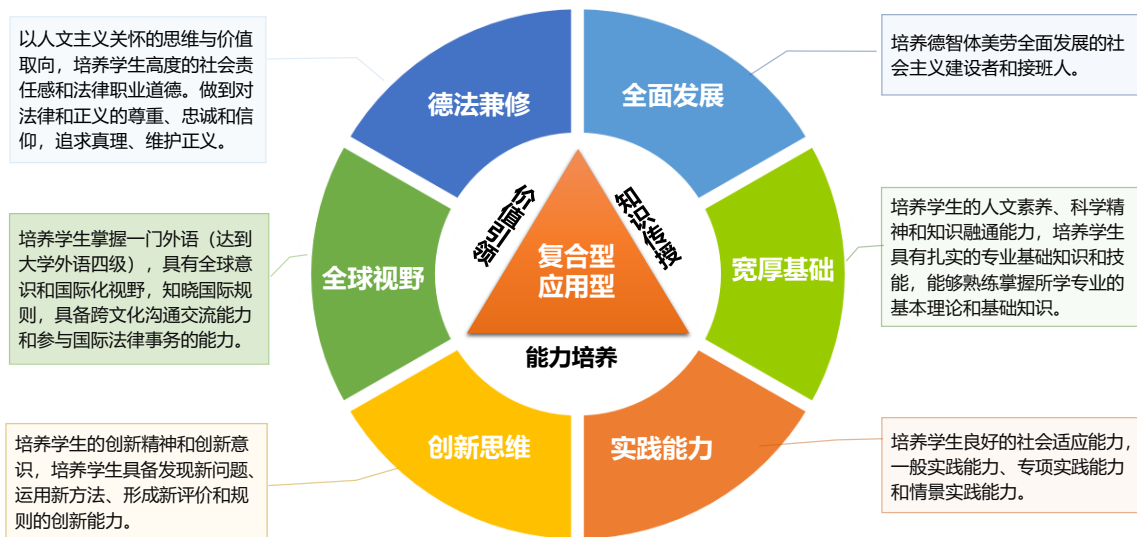 以人文主义关怀的思维与价值
取向，培养学生高度的社会责
任感和法律职业道德。做到对
法律和正义的尊重、忠诚和信
仰，追求真理、维护正义。
德法兼修
全面发展
培养德智体美劳全面发展的社
会主义建设者和接班人。
培养学生掌握一门外语（达到
大学外语四级），具有全球意
识和国际化视野，知晓国际规
则，具备跨文化沟通交流能力
和参与国际法律事务的能力。
全球视野
价值引领
复合型
应用型
知识传授
能力培养
宽厚基础
培养学生的人文素养、科学精
神和知识融通能力，培养学生
具有扎实的专业基础知识和技
能，能够熟练掌握所学专业的
基本理论和基础知识。
培养学生的创新精神和创新意
识，培养学生具备发现新问题、
运用新方法、形成新评价和规
则的创新能力。
创新思维
实践能力
培养学生良好的社会适应能力，
一般实践能力、专项实践能力
和情景实践能力。